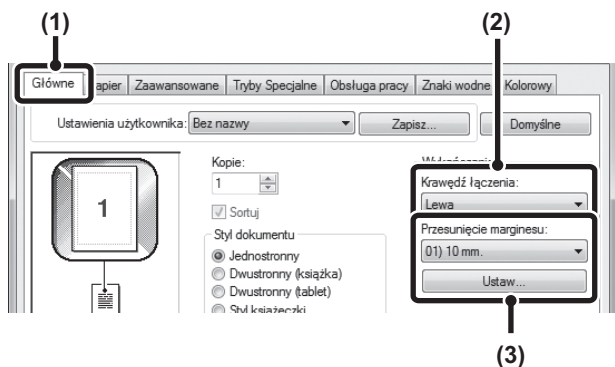 (1)
(2)
Główne Papier Zaawansowane Tryby Specjalne Obsługa pracy Znaki wodne Kolorowy
Ustawienia użytkownika: Bez nazwy Zapisz... Domyślne
Kopie:
1
Sortuj
Styl dokumentu
Jednostronny
Dwustronny (książka)
Dwustronny (tablet)
Styl książeczki
1
Krawędź łączenia:
Lewa
Przesunięcie marginesu:
01) 10 mm.
Ustaw...
(3)